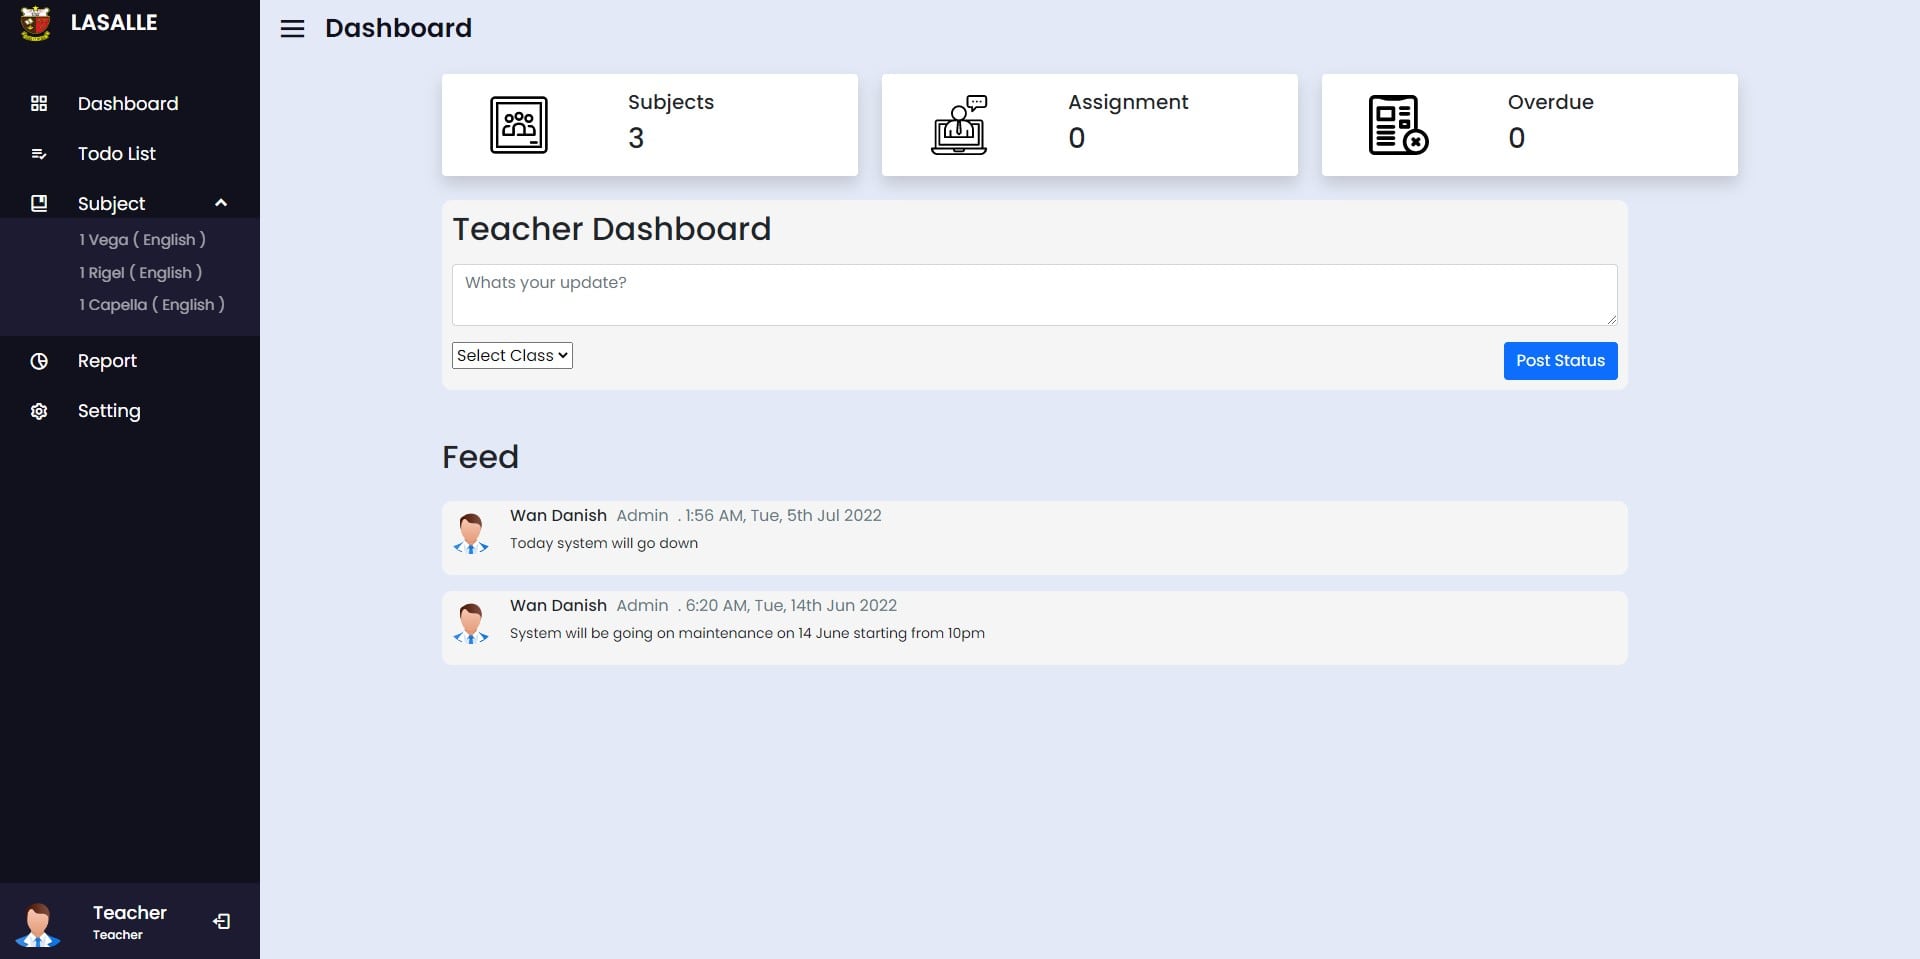 LASALLE
Dashboard
Todo List
Subject
1 Vega ( English )
1 Rigel ( English )
1 Capella ( English )
Report
Setting
Teacher
Teacher
Dashboard
Subjects
3
Assignment
0
Overdue
0
Teacher Dashboard
Whats your update?
Select Class
Post Status
Feed
Wan Danish Admin . 1:56 AM, Tue, 5th Jul 2022
Today system will go down
Wan Danish Admin . 6:20 AM, Tue, 14th Jun 2022
System will be going on maintenance on 14 June starting from 10pm